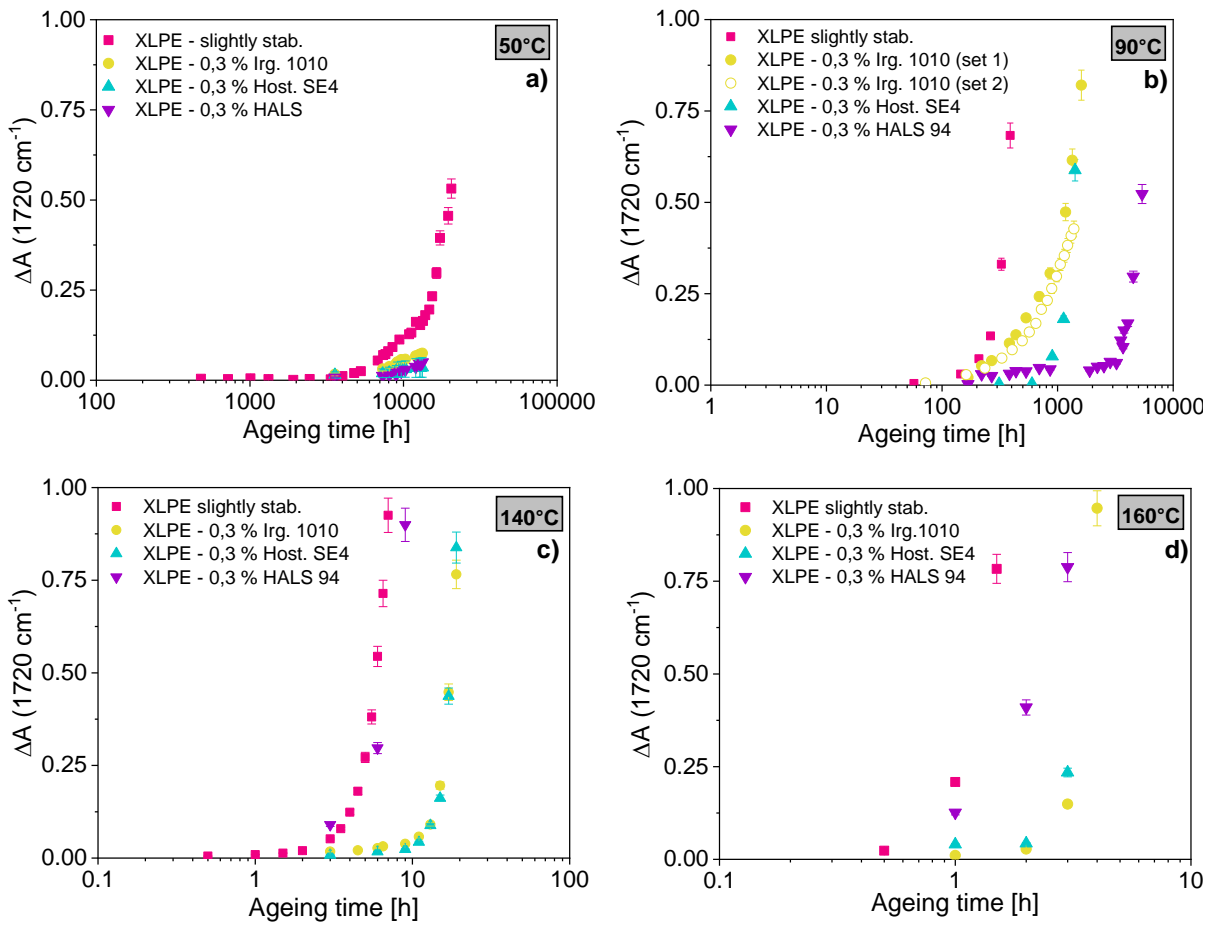 XLPE - slightly stab.
XLPE - 0,3 % Irg. 1010
XLPE - 0,3 % Host. SE4
XLPE - 0,3 % HALS
50°C
a)
1.00
0.75
0.50
0.25
0.00
ΔA (1720 cm⁻¹)
100
1000
10000
100000
Ageing time [h]
XLPE slightly stab.
XLPE - 0,3 % Irg. 1010 (set 1)
XLPE - 0,3 % Irg. 1010 (set 2)
XLPE - 0,3 % Host. SE4
XLPE - 0,3 % HALS 94
90°C
b)
1.00
0.75
0.50
0.25
0.00
ΔA (1720 cm⁻¹)
1
10
100
1000
10000
Ageing time [h]
XLPE slightly stab.
XLPE - 0,3 % Irg. 1010
XLPE - 0,3 % Host. SE4
XLPE - 0,3 % HALS 94
140°C
c)
1.00
0.75
0.50
0.25
0.00
ΔA (1720 cm⁻¹)
0.1
1
10
100
Ageing time [h]
XLPE slightly stab.
XLPE - 0,3 % Irg.1010
XLPE - 0,3 % Host. SE4
XLPE - 0,3 % HALS 94
160°C
d)
1.00
0.75
0.50
0.25
0.00
ΔA (1720 cm⁻¹)
0.1
1
10
Ageing time [h]